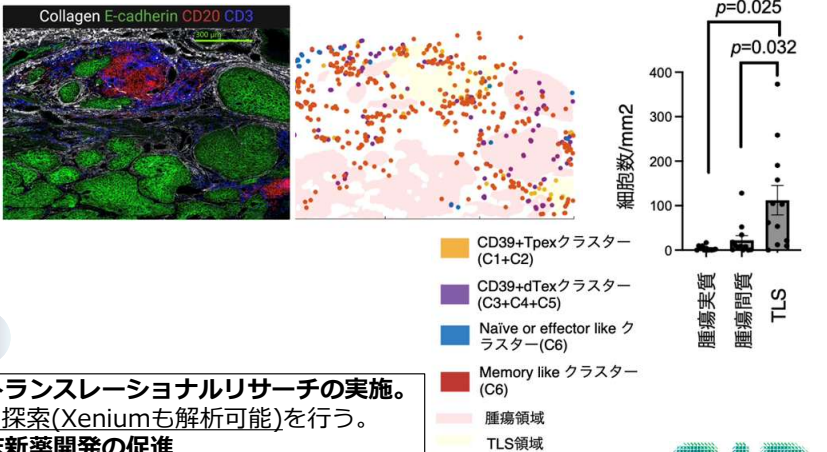 Collagen E-cadherin CD20 CD3
300 μm
p=0.025
p=0.032
細胞数/mm2
400
300
200
100
0
腫瘍実質
腫瘍間質
TLS
CD39+Tpexクラスター
(C1+C2)
CD39+dTexクラスター
(C3+C4+C5)
Naïve or effector like ク
ラスター(C6)
Memory like クラスター
(C6)
腫瘍領域
TLS領域
トランスレーショナルリサーチの実施。
探索(Xeniumも解析可能)を行う。
新薬開発の促進